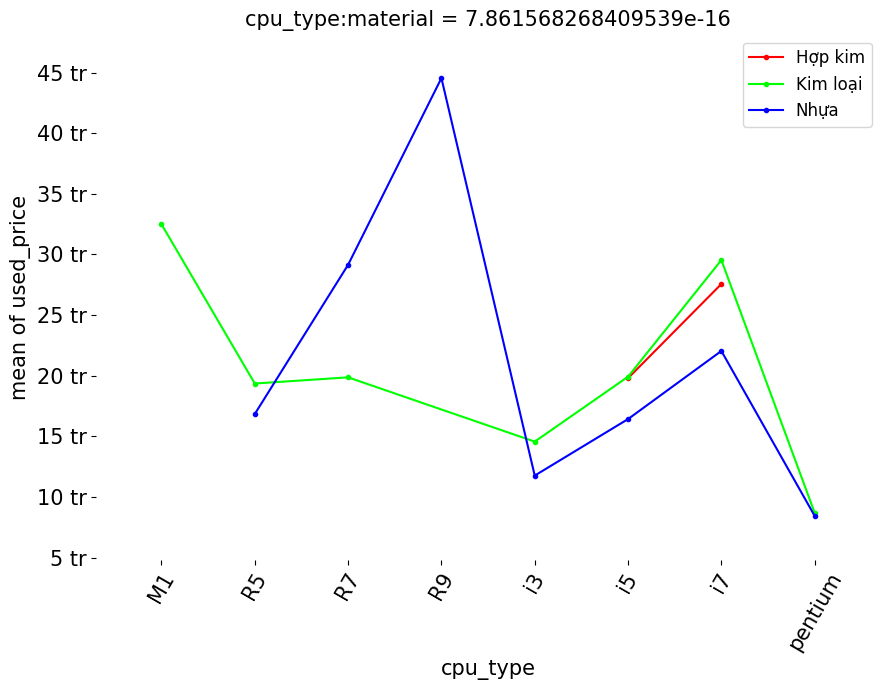 cpu_type:material = 7.861568268409539e-16
Hợp kim
Kim loại
Nhựa
45 tr
40 tr
35 tr
30 tr
25 tr
20 tr
15 tr
10 tr
5 tr
mean of used_price
M1
R5
R7
R9
i3
i5
i7
pentium
cpu_type